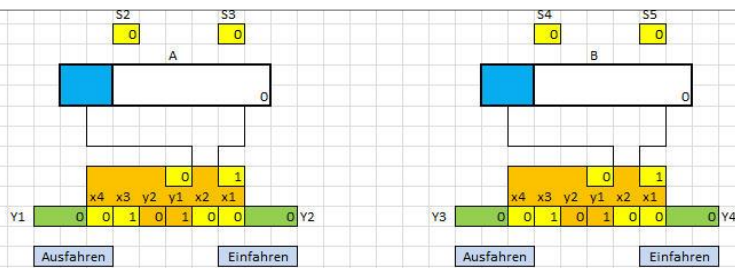 S2 S3 S4 S5
0 0 0 0
A B
0 0
0 1 0 1
x4 x3 y2 y1 x2 x1 x4 x3 y2 y1 x2 x1
Y1 0 0 1 0 1 0 0 0 Y2 Y3 0 0 1 0 1 0 0 0 Y4
Ausfahren Einfahren Ausfahren Einfahren